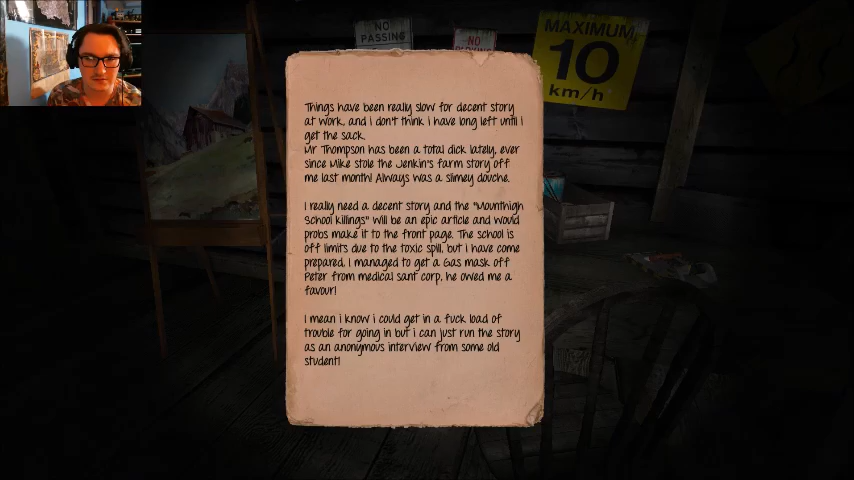 NO
PASSING
NO
PARKING
MAXIMUM
10
km/h
Things have been really slow for decent story
at work, and i don't think i have long left until i
get the sack.
Mr Thompson has been a total dick lately, ever
since Mike stole the Jenkin's farm story off
me last month! Always was a slimey douche.
I really need a decent story and the "Mounthigh
School killings" will be an epic article and would
probs make it to the front page. The school is
off limits due to the toxic spill, but i have come
prepared, I managed to get a Gas mask off
Peter from medical sant corp, he owed me a
favour!
I mean i know i could get in a fuck load of
trouble for going in but i can just run the story
as an anonymous interview from some old
student!